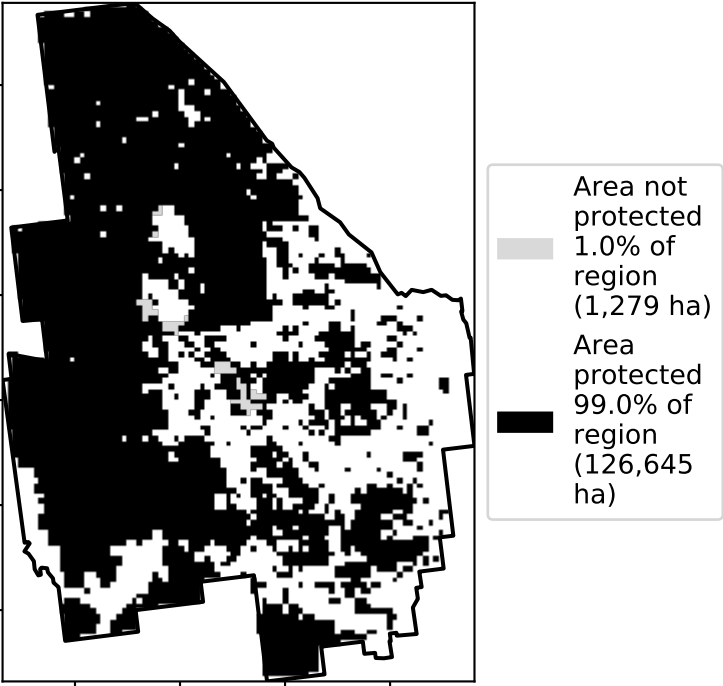 Area not
protected
1.0% of
region
(1,279 ha)
Area
protected
99.0% of
region
(126,645
ha)